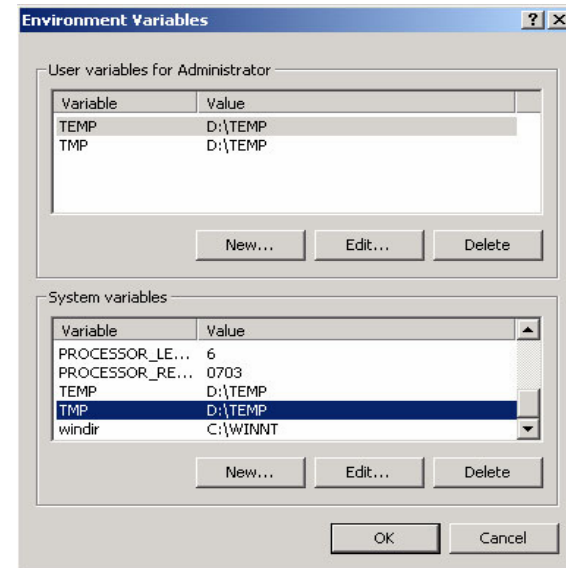 Environment Variables ? ×
User variables for Administrator
Variable Value
TEMP D:\TEMP
TMP D:\TEMP
New... Edit... Delete
System variables
Variable Value
PROCESSOR_LE... 6
PROCESSOR_RE... 0703
TEMP D:\TEMP
TMP D:\TEMP
windir C:\WINNT
New... Edit... Delete
OK Cancel